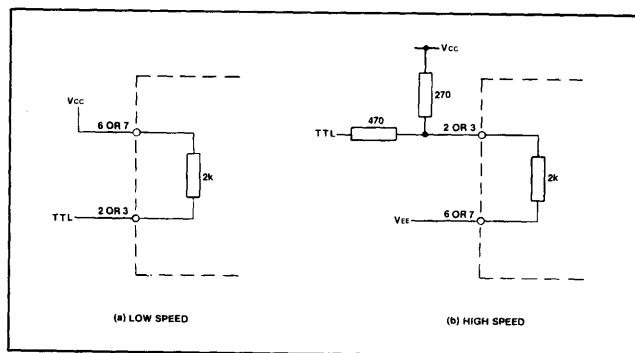 VCC
6 OR 7
2k
TTL
2 OR 3
(a) LOW SPEED
VCC
270
470
TTL
2 OR 3
2k
VEE
6 OR 7
(b) HIGH SPEED